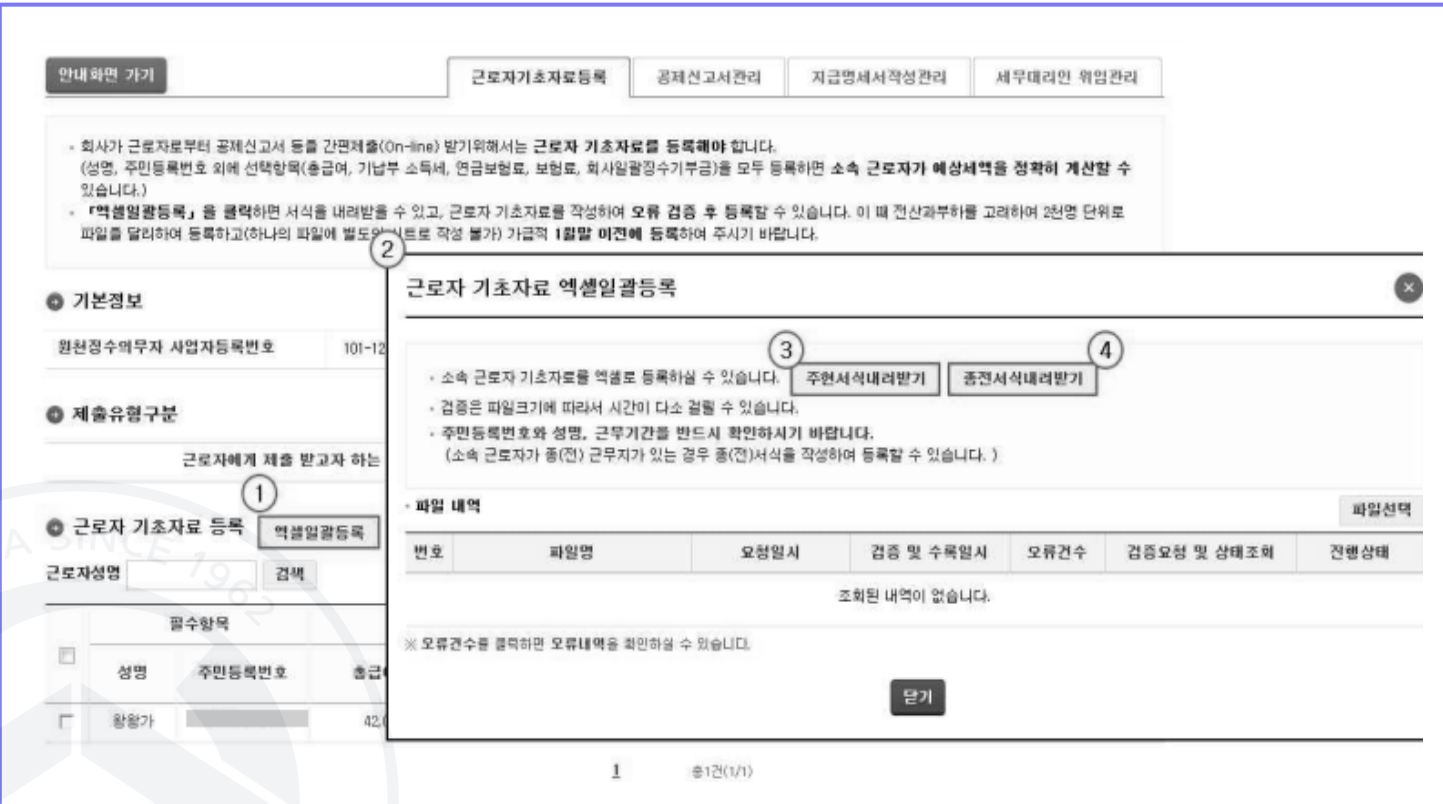 안내화면 가기
근로자기초자료등록 공제신고서관리 지급명세서작성관리 세무대리인 위임관리
• 회사가 근로자로부터 공제신고서 등를 간편제출(On-line) 받기위해서는 근로자 기초자료를 등록해야 합니다.
(성명, 주민등록번호 외에 선택항목(총급여, 기납부 소득세, 연금보험료, 보험료, 회사일괄징수기부금)을 모두 등록하면 소속 근로자가 예상세액을 정확히 계산할 수
있습니다.)
• 「엑셀일괄등록」을 클릭하면 서식을 내려받을 수 있고, 근로자 기초자료를 작성하여 오류 검증 후 등록할 수 있습니다. 이 때 전산과부하를 고려하여 2천명 단위로
파일을 달리하여 등록하고(하나의 파일에 별도의 시트로 작성 불가) 가급적 1월말 이전에 등록하여 주시기 바랍니다.
기본정보
원천징수의무자 사업자등록번호 101-12
제출유형구분
근로자에게 제출 받고자 하는
①
근로자 기초자료 등록 엑셀일괄등록
근로자성명 검색
필수항목
성명 주민등록번호 총급
왕왕가 42,
1 총1건(1/1)
②
근로자 기초자료 엑셀일괄등록
③ ④
• 소속 근로자 기초자료를 엑셀로 등록하실 수 있습니다. 주현서식내려받기 종전서식내려받기
• 검증은 파일크기에 따라서 시간이 다소 걸릴 수 있습니다.
• 주민등록번호와 성명, 근무기간을 반드시 확인하시기 바랍니다.
(소속 근로자가 종(전) 근무지가 있는 경우 종(전)서식을 작성하여 등록할 수 있습니다. )
• 파일 내역 파일선택
번호 파일명 요청일시 검증 및 수록일시 오류건수 검증요청 및 상태조회 진행상태
조회된 내역이 없습니다.
※ 오류건수를 클릭하면 오류내역을 확인하실 수 있습니다.
닫기
A SINCE 1962